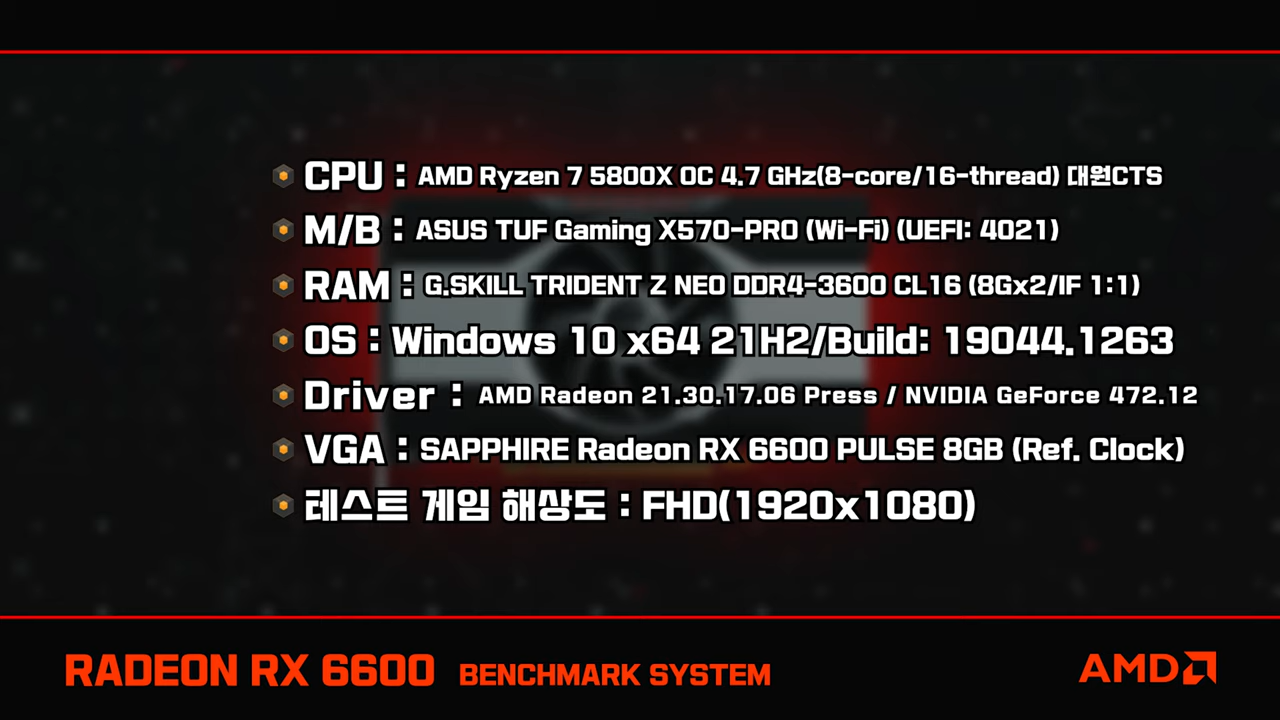 CPU : AMD Ryzen 7 5800X OC 4.7 GHz(8-core/16-thread) 대원CTS
M/B : ASUS TUF Gaming X570-PRO (Wi-Fi) (UEFI: 4021)
RAM : G.SKILL TRIDENT Z NEO DDR4-3600 CL16 (8Gx2/IF 1:1)
OS : Windows 10 x64 21H2/Build: 19044.1263
Driver : AMD Radeon 21.30.17.06 Press / NVIDIA GeForce 472.12
VGA : SAPPHIRE Radeon RX 6600 PULSE 8GB (Ref. Clock)
테스트 게임 해상도 : FHD(1920x1080)
RADEON RX 6600 BENCHMARK SYSTEM
AMD